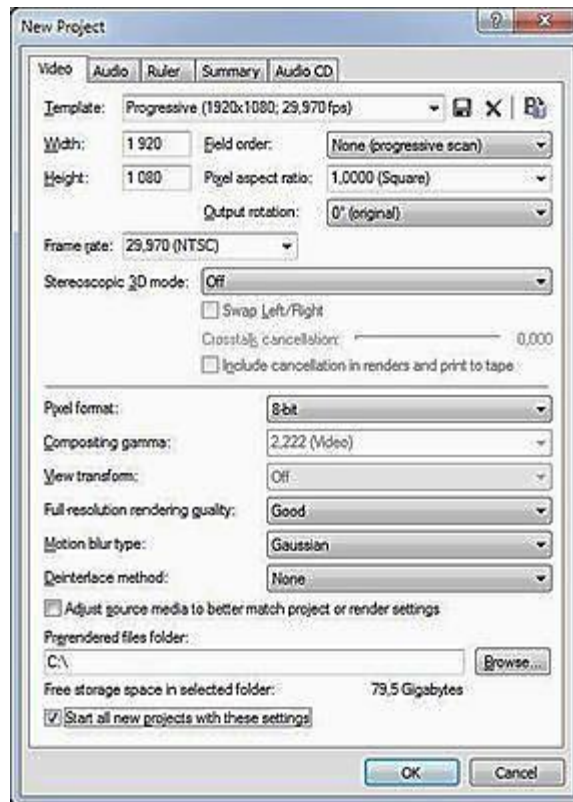 New Project
Video Audio Ruler Summary Audio CD
Template: Progressive (1920x1080; 29,970 fps)
Width: 1 920 Field order: None (progressive scan)
Height: 1 080 Pixel aspect ratio: 1,0000 (Square)
Output rotation: 0° (original)
Frame rate: 29,970 (NTSC)
Stereoscopic 3D mode: Off
Swap Left/Right
Crosstalk cancellation: 0,000
Include cancellation in renders and print to tape
Pixel format: 8-bit
Compositing gamma: 2,222 (Video)
View transform: Off
Full-resolution rendering quality: Good
Motion blur type: Gaussian
Deinterlace method: None
Adjust source media to better match project or render settings
Prerendered files folder:
C:\ Browse...
Free storage space in selected folder: 79,5 Gigabytes
Start all new projects with these settings
OK Cancel